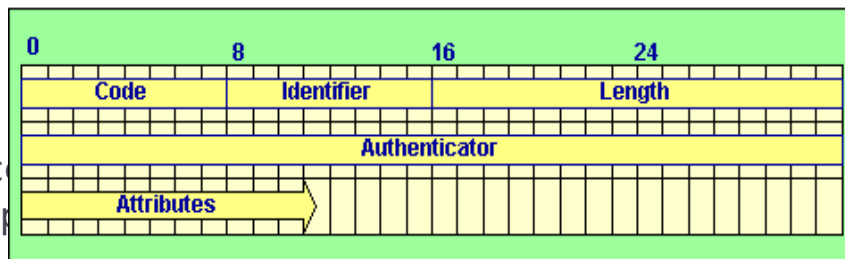 0 8 16 24
Code Identifier Length
Authenticator
Attributes